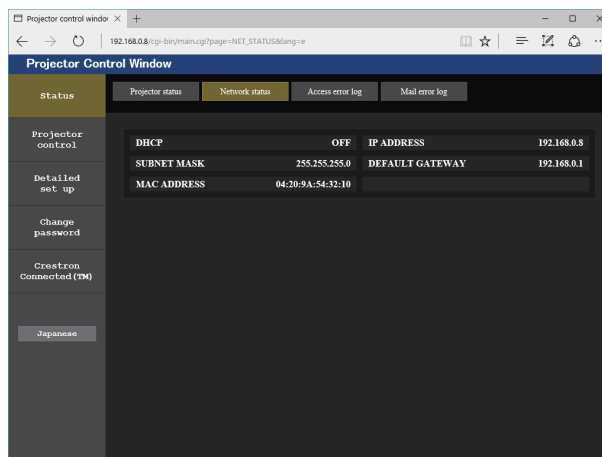 Projector control windo
192.168.0.8/cgi-bin/main.cgi?page=NET_STATUS&lang=e
Projector Control Window
Status
Projector status
Network status
Access error log
Mail error log
Projector
control
Detailed
set up
Change
password
Crestron
Connected(TM)
Japanese
DHCP OFF IP ADDRESS 192.168.0.8
SUBNET MASK 255.255.255.0 DEFAULT GATEWAY 192.168.0.1
MAC ADDRESS 04:20:9A:54:32:10